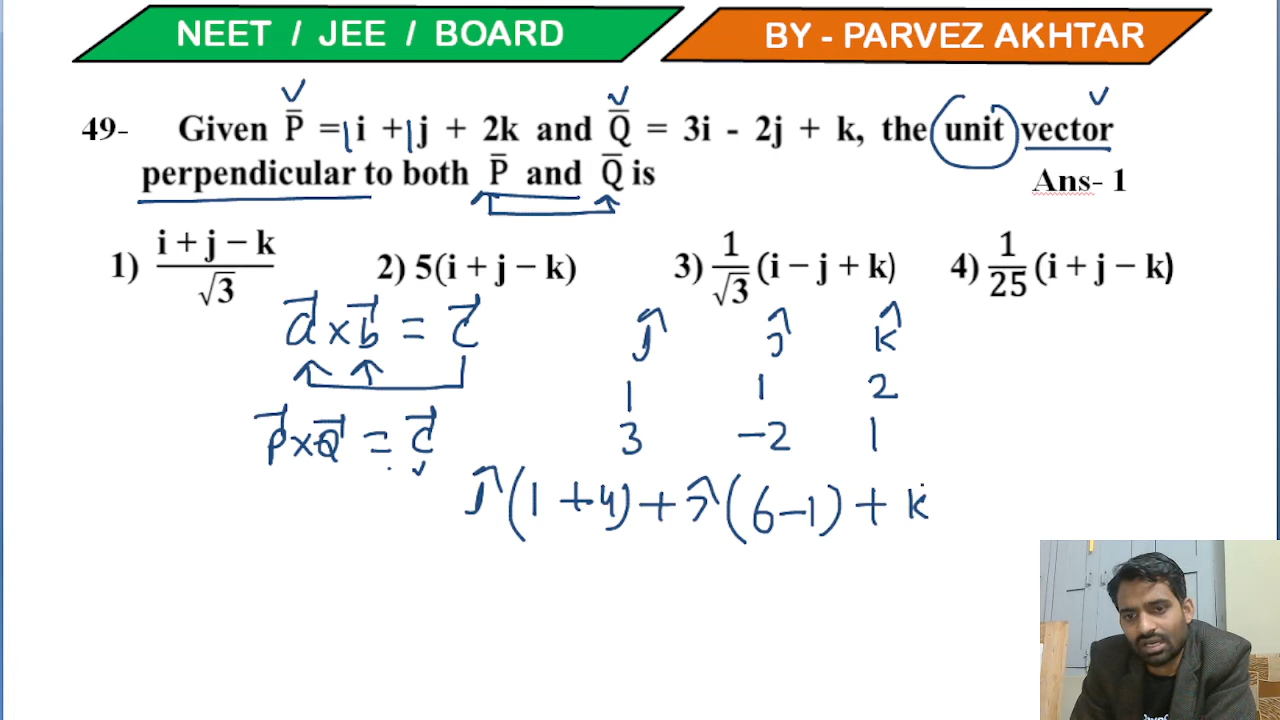 NEET / JEE / BOARD
BY - PARVEZ AKHTAR
49- Given P̅ = 1i + 1j + 2k and Q̅ = 3i - 2j + k, the unit vector
perpendicular to both P̅ and Q̅ is
Ans- 1
1) (i + j − k)/√3 2) 5(i + j − k) 3) 1/√3 (i − j + k) 4) 1/25 (i + j − k)
a⃗ × b⃗ = c⃗
î ĵ k̂
1 1 2
P⃗ × Q⃗ = c⃗
3 −2 1
î(1 + 4) + ĵ(6 − 1) + k